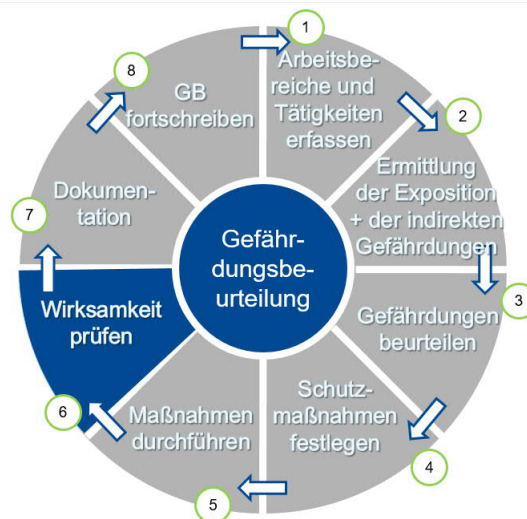 1
Arbeitsbe-
reiche und
Tätigkeiten
erfassen
2
Ermittlung
der Exposition
+ der indirekten
Gefährdungen
3
Gefährdungen
beurteilen
4
Schutz-
maßnahmen
festlegen
5
Maßnahmen
durchführen
6
Wirksamkeit
prüfen
7
Dokumen-
tation
8
GB
fortschreiben
Gefähr-
dungsbe-
urteilung